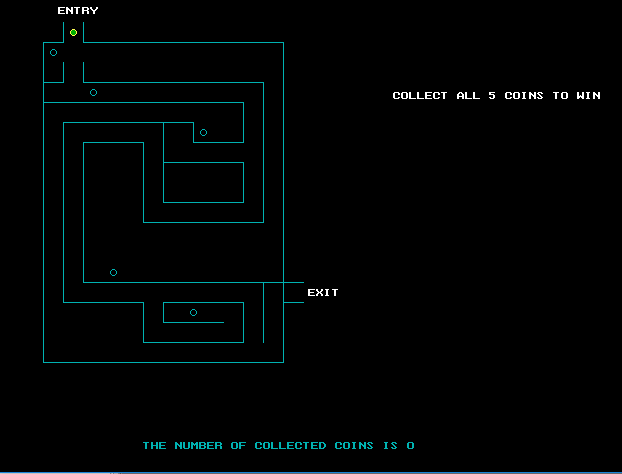 ENTRY
COLLECT ALL 5 COINS TO WIN
EXIT
THE NUMBER OF COLLECTED COINS IS 0